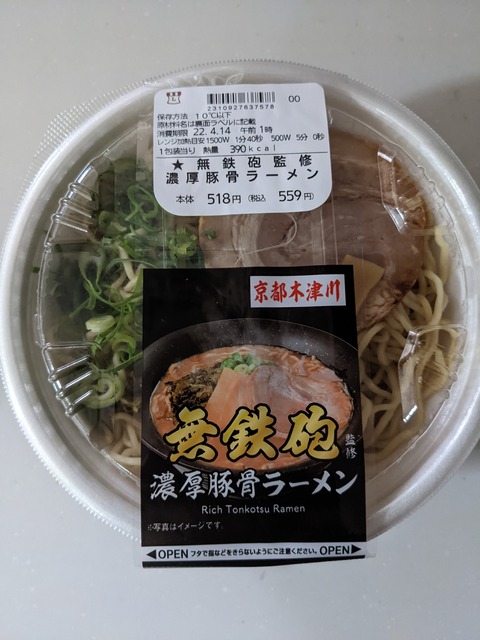 2310927637578
00
保存方法 10℃以下
原材料名は裏面ラベルに記載
消費期限 22.4.14 午前1時
レンジ加熱目安1500W 1分40秒 500W 5分 0秒
1包装当り 熱量 390kcal
★無鉄砲監修
濃厚豚骨ラーメン
本体 518円 (税込 559円)
京都木津川
無鉄砲 監修
濃厚豚骨ラーメン
Rich Tonkotsu Ramen
※写真はイメージです。
◀OPEN フタで指などをきらないようにご注意ください。 OPEN▶